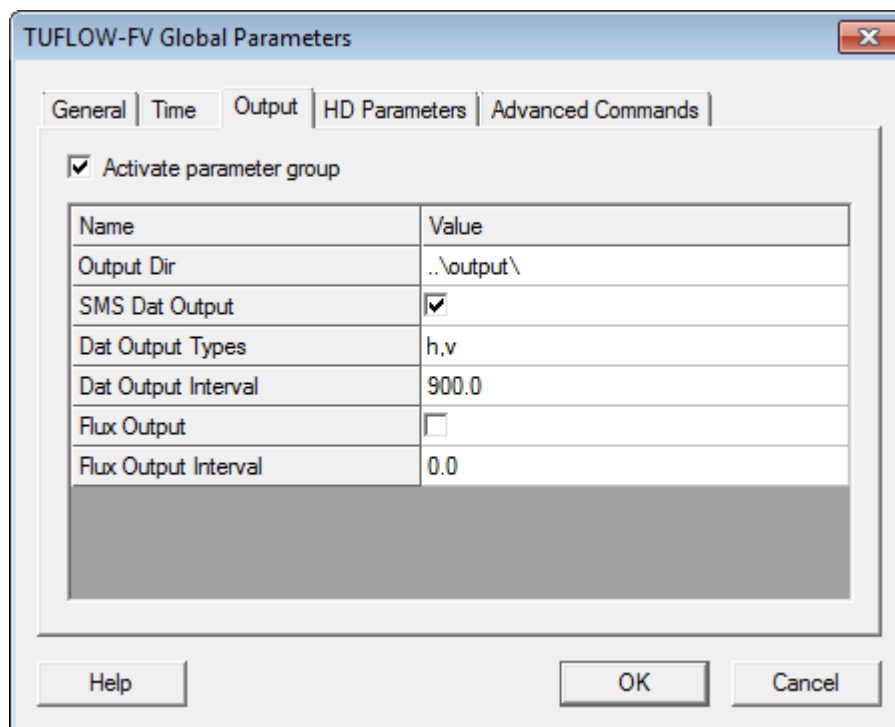 TUFLOW-FV Global Parameters
General Time Output HD Parameters Advanced Commands
Activate parameter group
Name Value
Output Dir ..\output\
SMS Dat Output
Dat Output Types h,v
Dat Output Interval 900.0
Flux Output
Flux Output Interval 0.0
Help OK Cancel